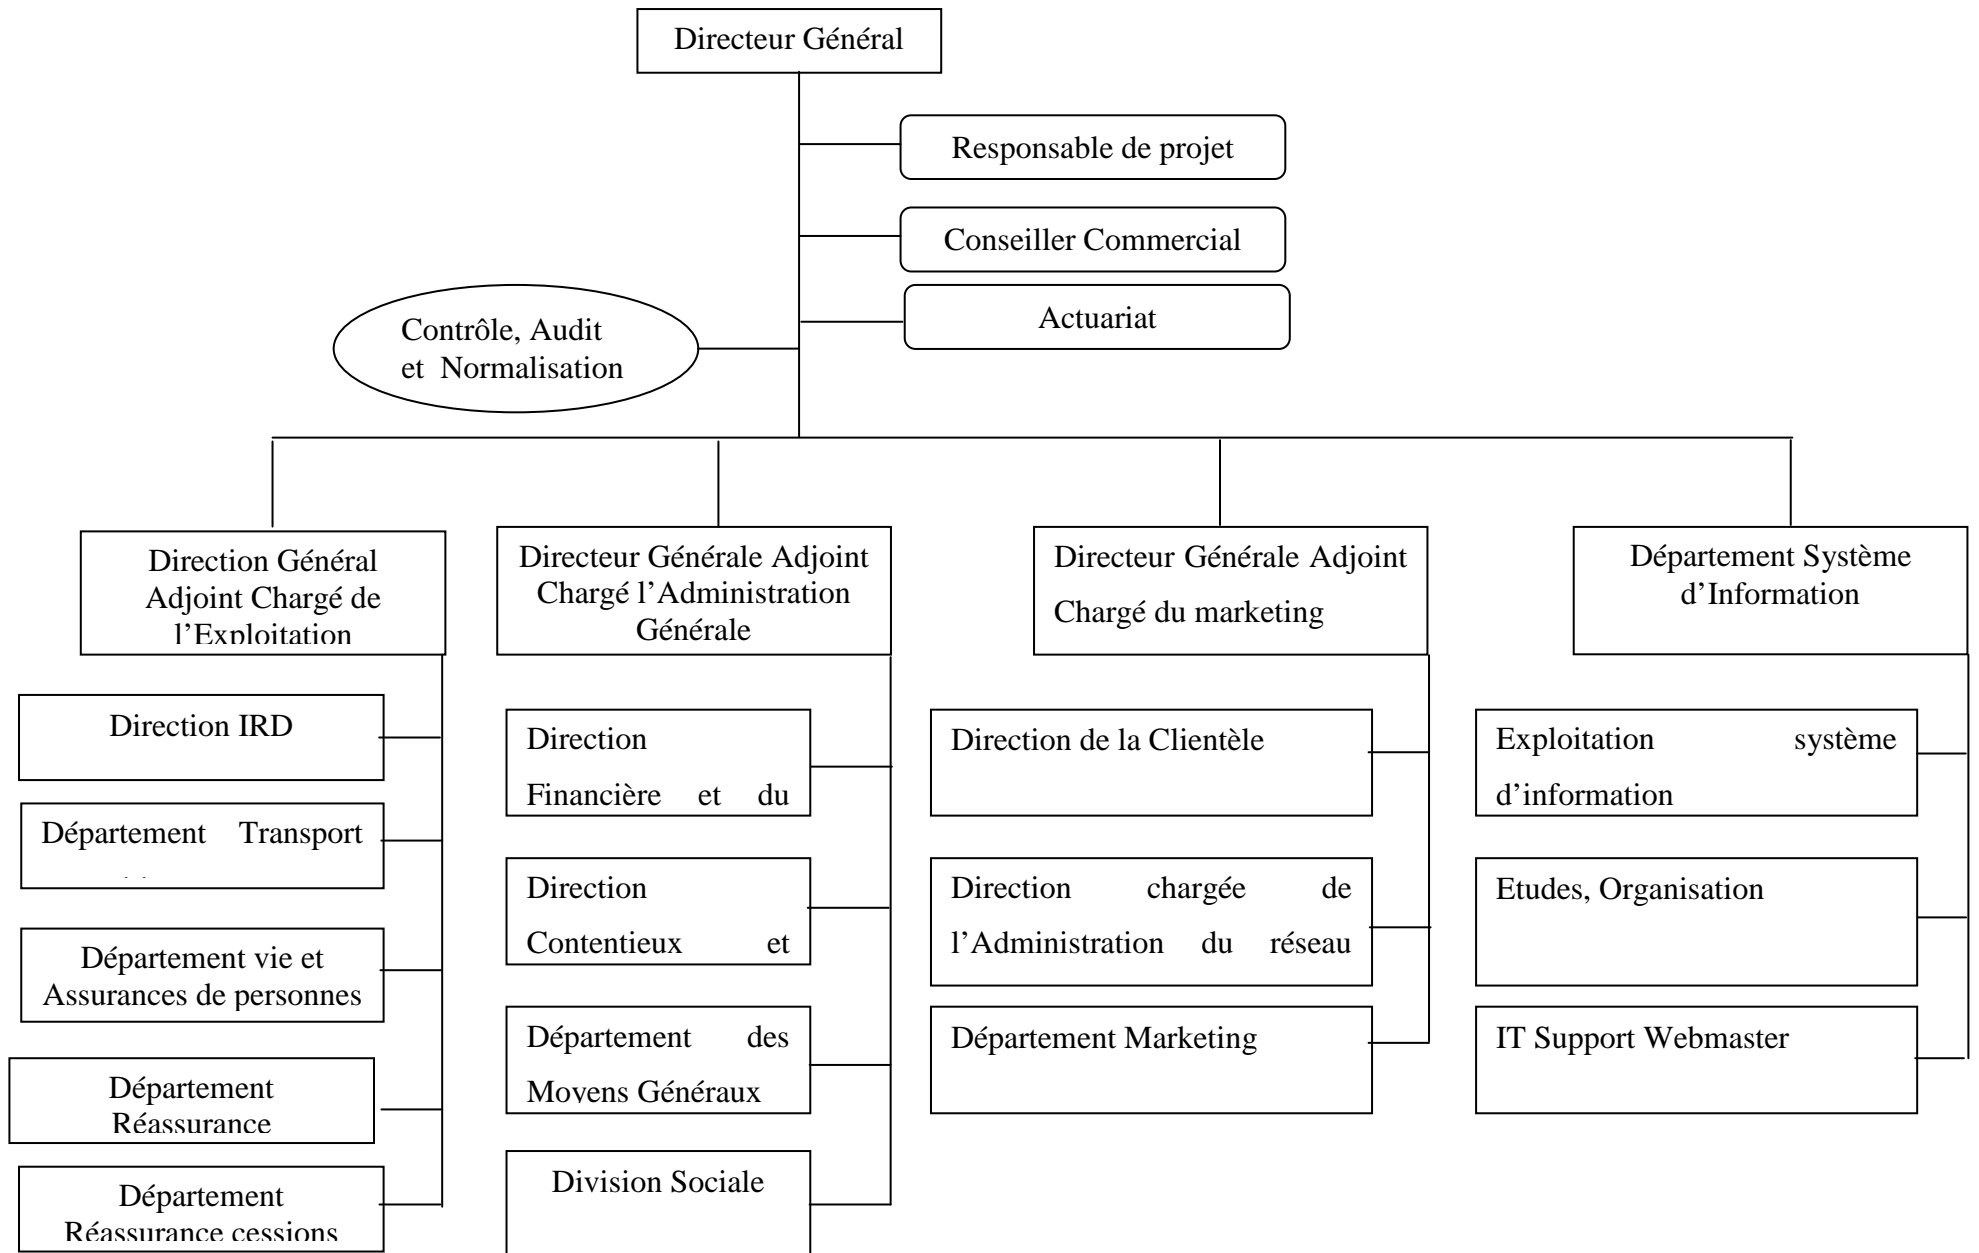 Directeur Général
Responsable de projet
Conseiller Commercial
Actuariat
Contrôle, Audit
et Normalisation
Direction Général
Adjoint Chargé de
l’Exploitation
Directeur Générale Adjoint
Chargé l’Administration
Générale
Directeur Générale Adjoint
Chargé du marketing
Département Système
d’Information
Direction IRD
Département Transport
Département vie et
Assurances de personnes
Département
Réassurance
Département
Réassurance cessions
Direction
Financière et du
Direction
Contentieux et
Département des
Moyens Généraux
Division Sociale
Direction de la Clientèle
Direction chargée de
l’Administration du réseau
Département Marketing
Exploitation système
d’information
Etudes, Organisation
IT Support Webmaster